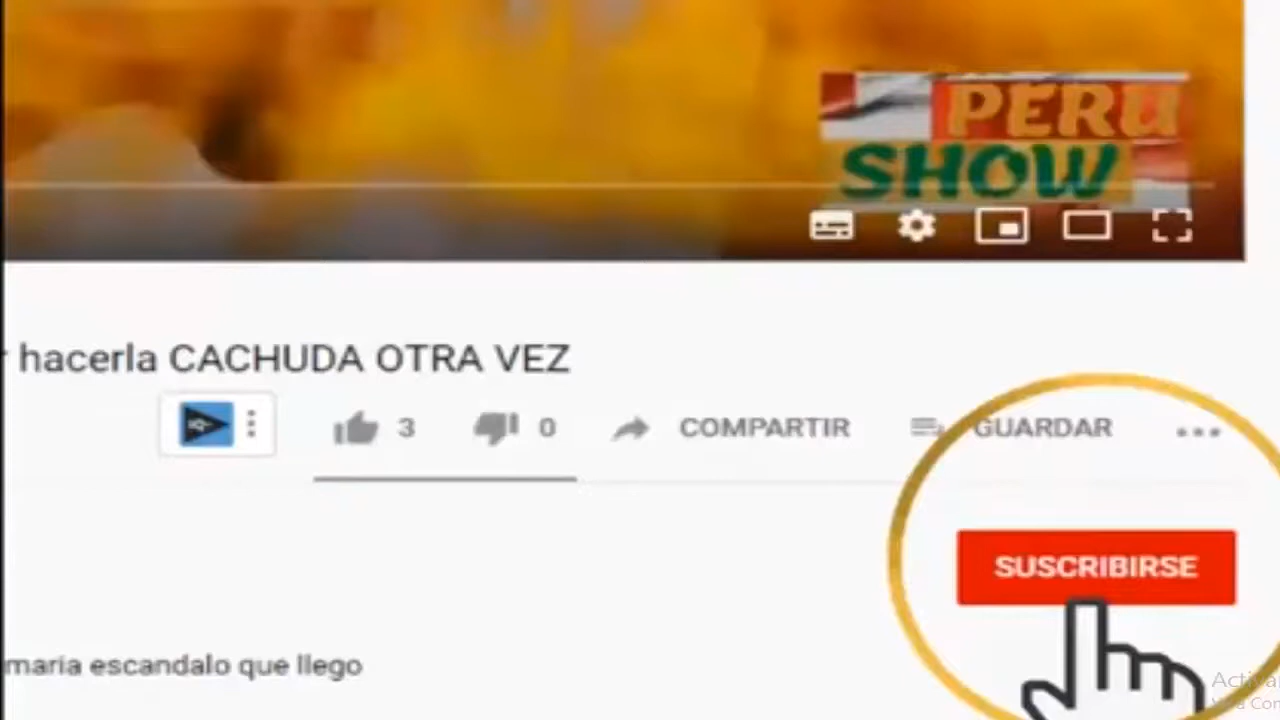 PERU
SHOW
hacerla CACHUDA OTRA VEZ
3
0
COMPARTIR
GUARDAR
SUSCRIBIRSE
maria escandalo que llego